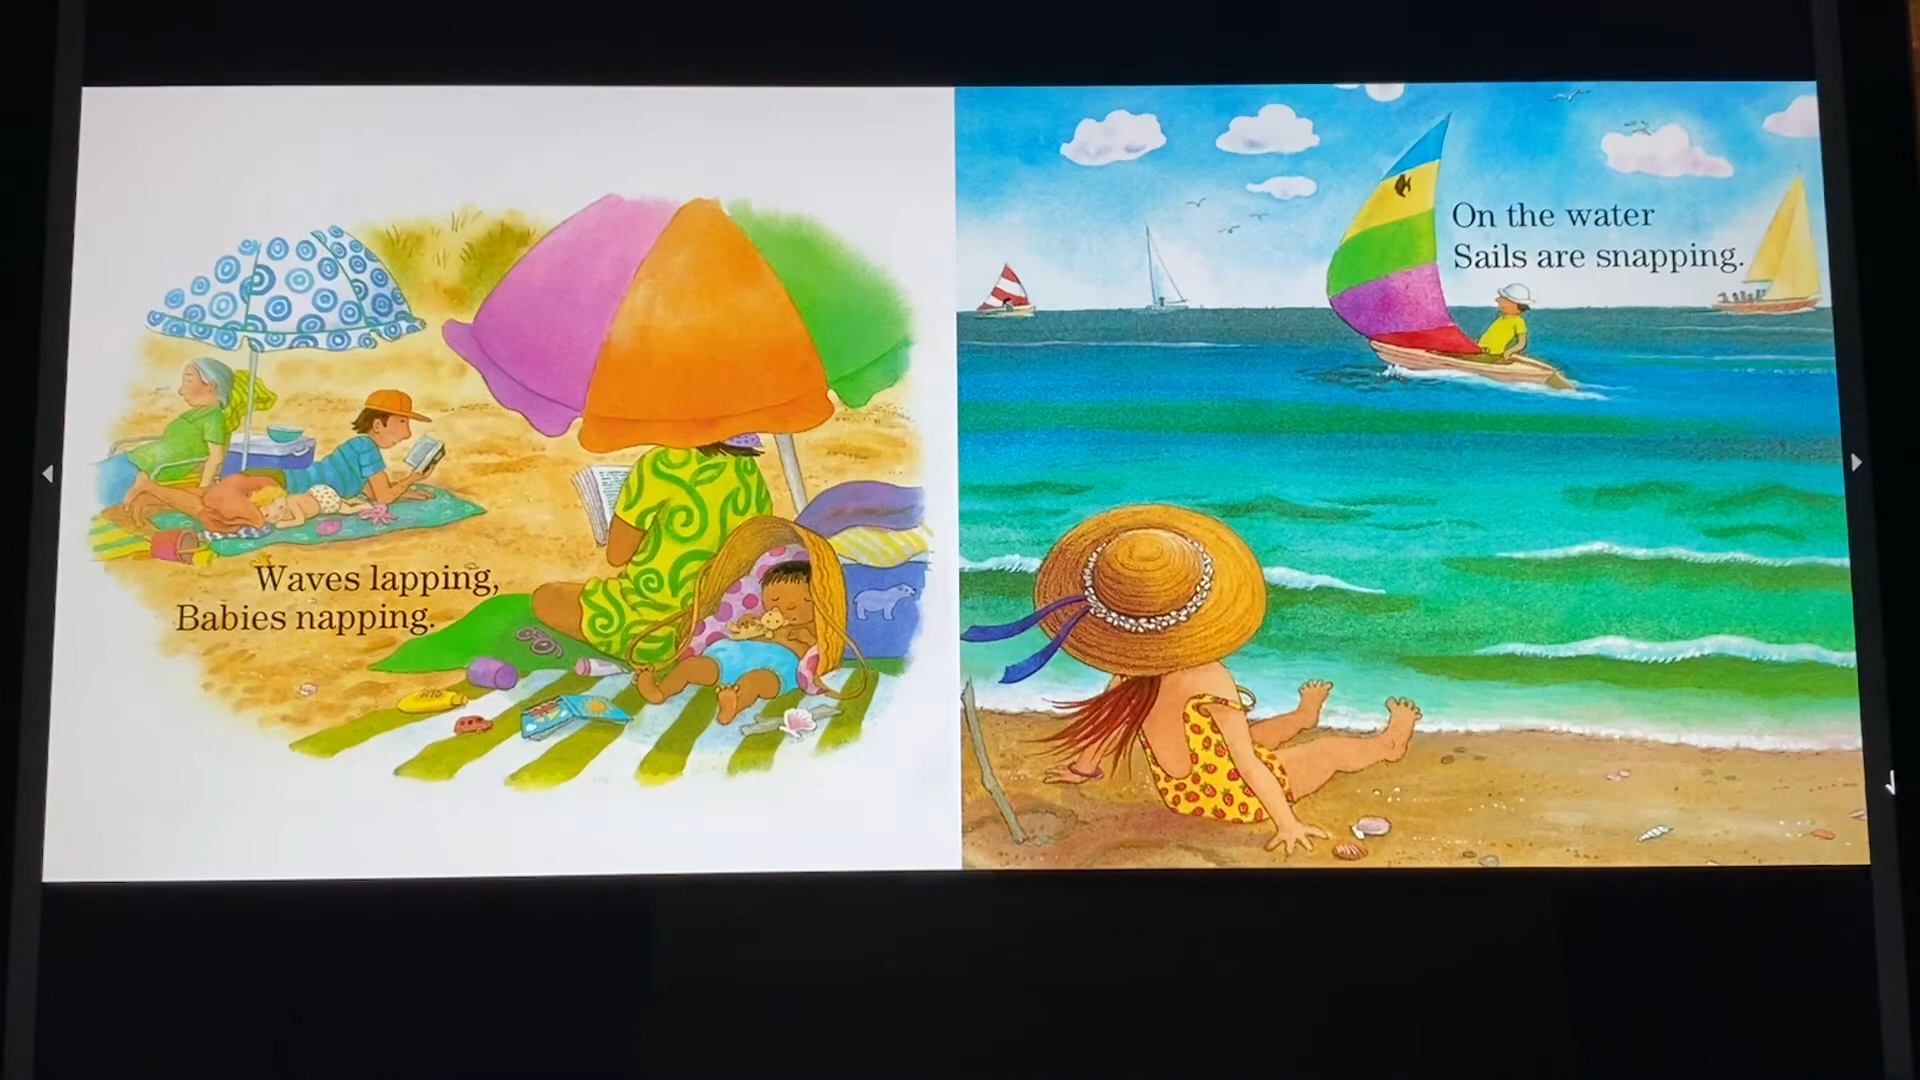 Waves lapping,
Babies napping.
On the water
Sails are snapping.